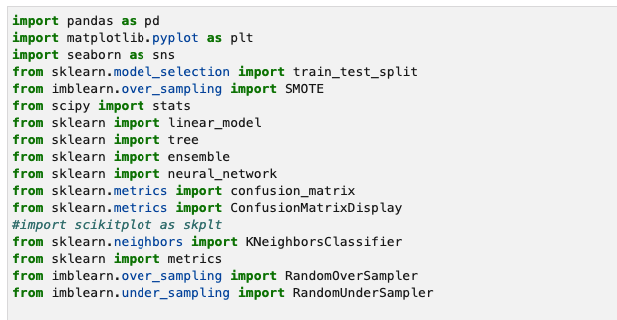 import pandas as pd
import matplotlib.pyplot as plt
import seaborn as sns
from sklearn.model_selection import train_test_split
from imblearn.over_sampling import SMOTE
from scipy import stats
from sklearn import linear_model
from sklearn import tree
from sklearn import ensemble
from sklearn import neural_network
from sklearn.metrics import confusion_matrix
from sklearn.metrics import ConfusionMatrixDisplay
#import scikitplot as skplt
from sklearn.neighbors import KNeighborsClassifier
from sklearn import metrics
from imblearn.over_sampling import RandomOverSampler
from imblearn.under_sampling import RandomUnderSampler